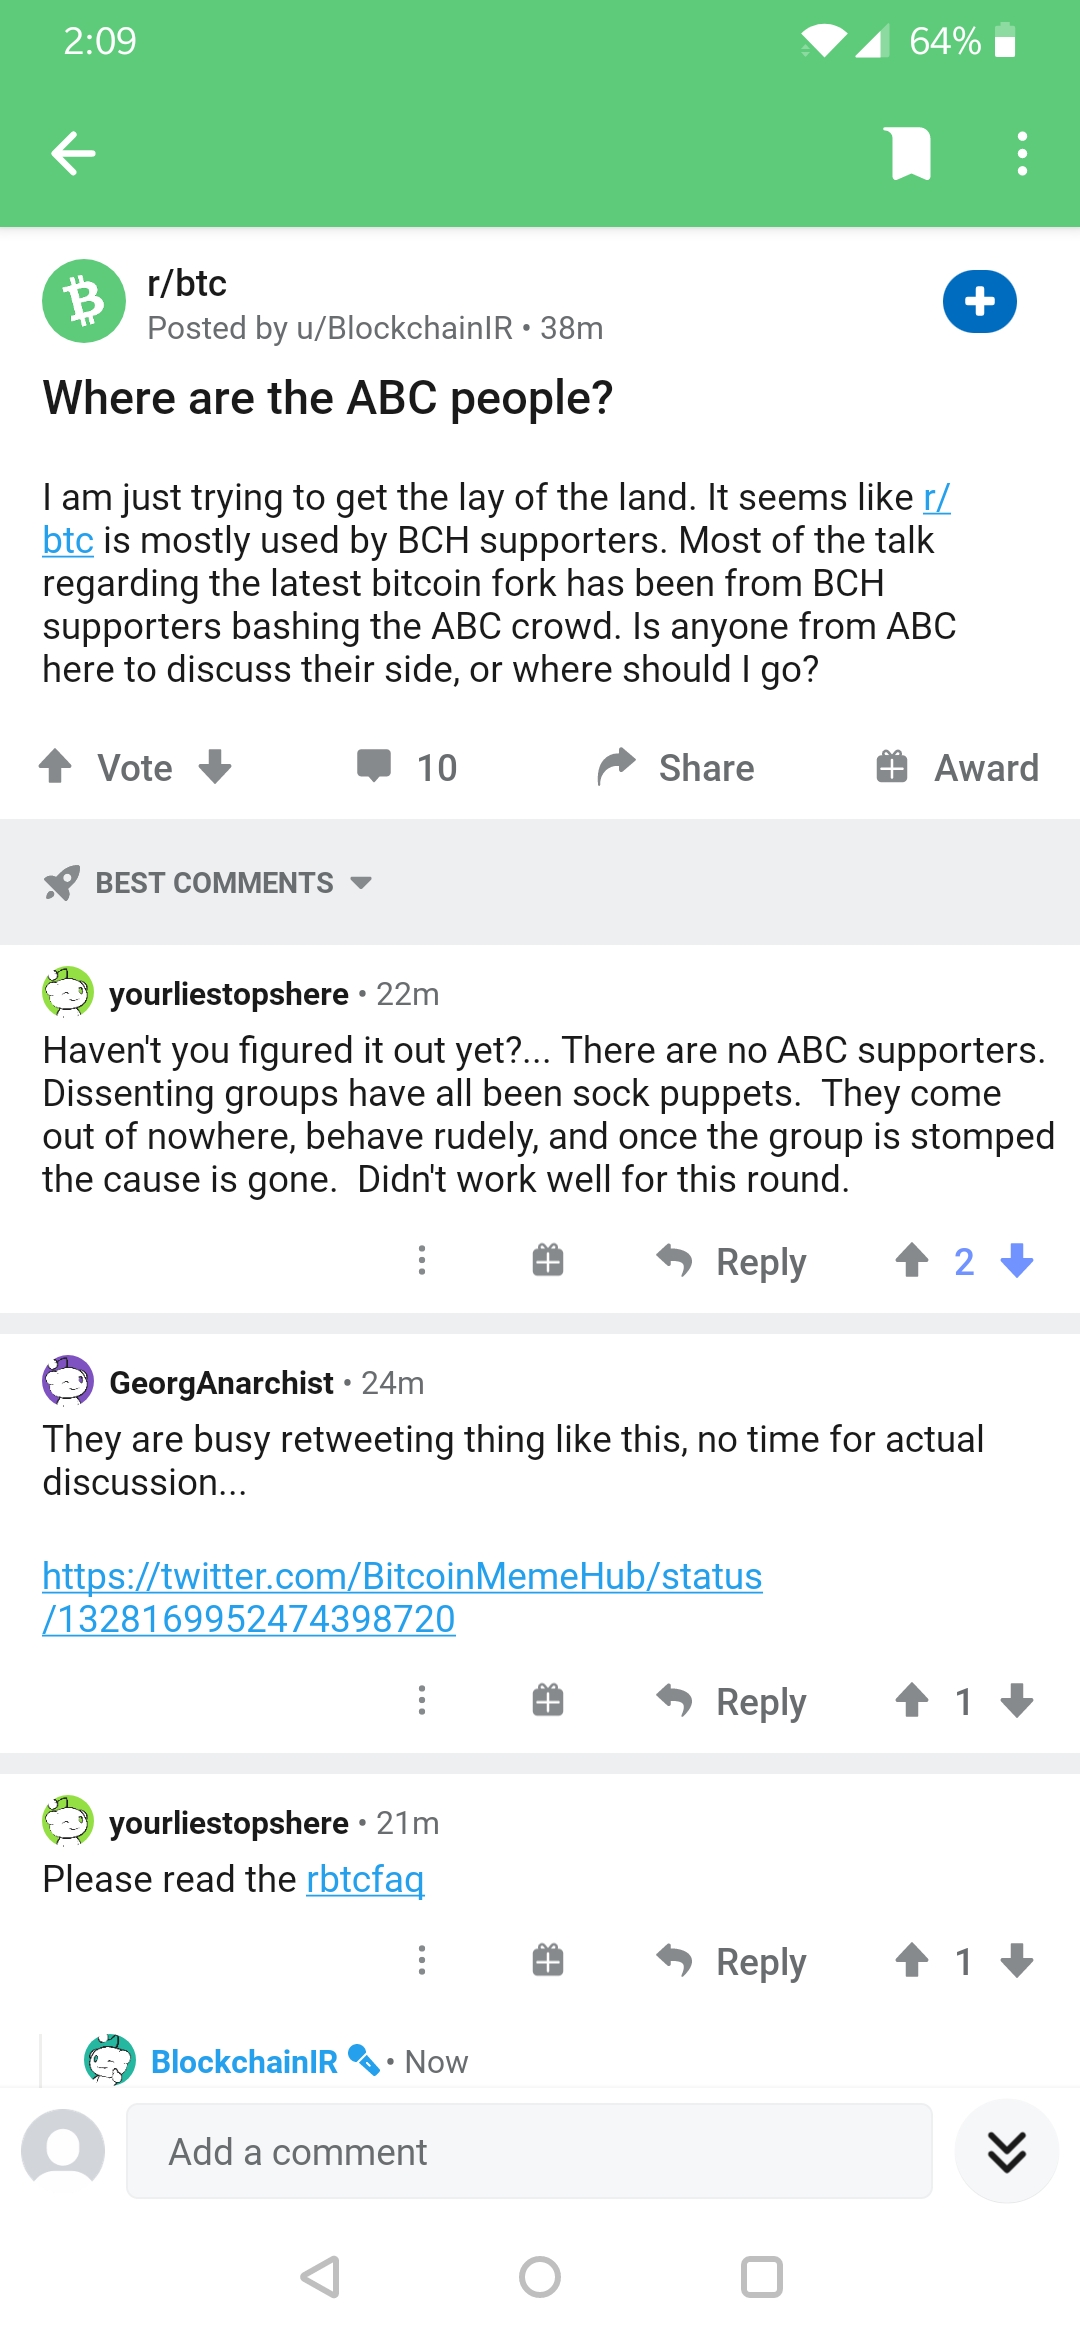 2:09
64%
r/btc
Posted by u/BlockchainIR • 38m
Where are the ABC people?
I am just trying to get the lay of the land. It seems like r/
btc is mostly used by BCH supporters. Most of the talk
regarding the latest bitcoin fork has been from BCH
supporters bashing the ABC crowd. Is anyone from ABC
here to discuss their side, or where should I go?
Vote 10 Share Award
BEST COMMENTS
yourliestopshere • 22m
Haven't you figured it out yet?... There are no ABC supporters.
Dissenting groups have all been sock puppets.  They come
out of nowhere, behave rudely, and once the group is stomped
the cause is gone.  Didn't work well for this round.
Reply 2
GeorgAnarchist • 24m
They are busy retweeting thing like this, no time for actual
discussion...
https://twitter.com/BitcoinMemeHub/status
/1328169952474398720
Reply 1
yourliestopshere • 21m
Please read the rbtcfaq
Reply 1
BlockchainIR • Now
Add a comment